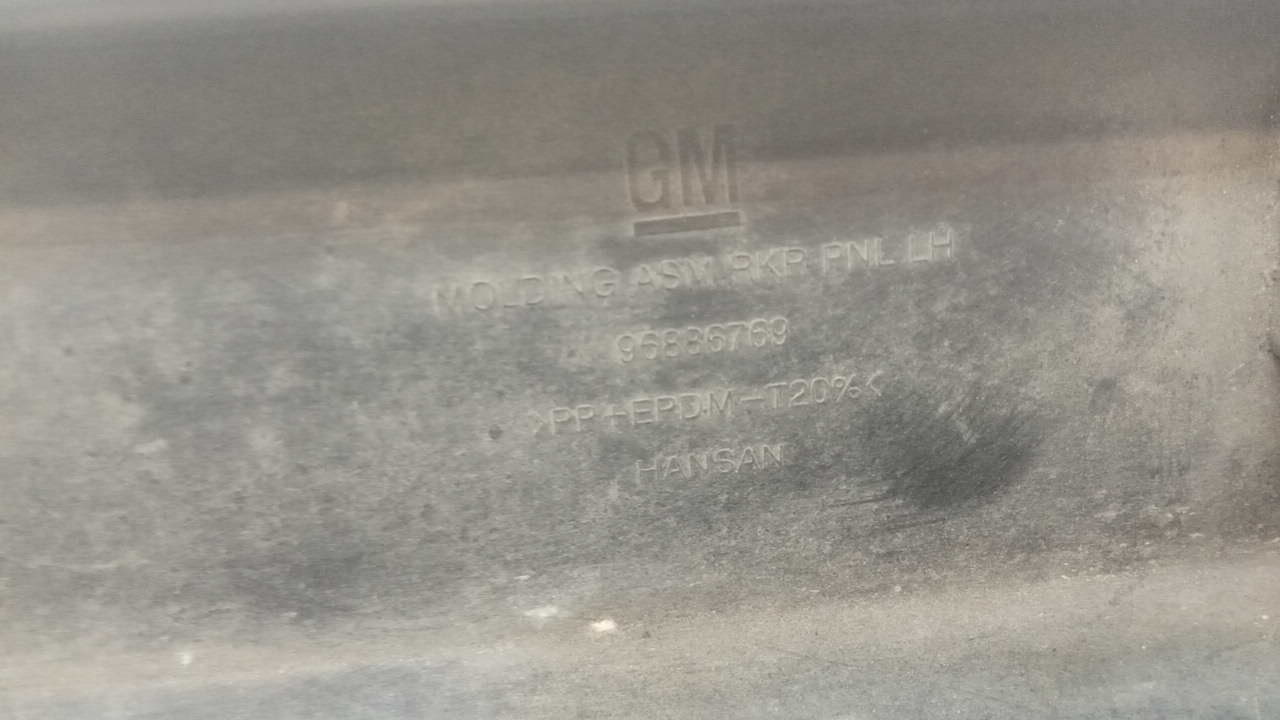 GM
MOLDING ASM RKR PNL LH
96886769
>PP+EPDM-T20%<
HANSAN